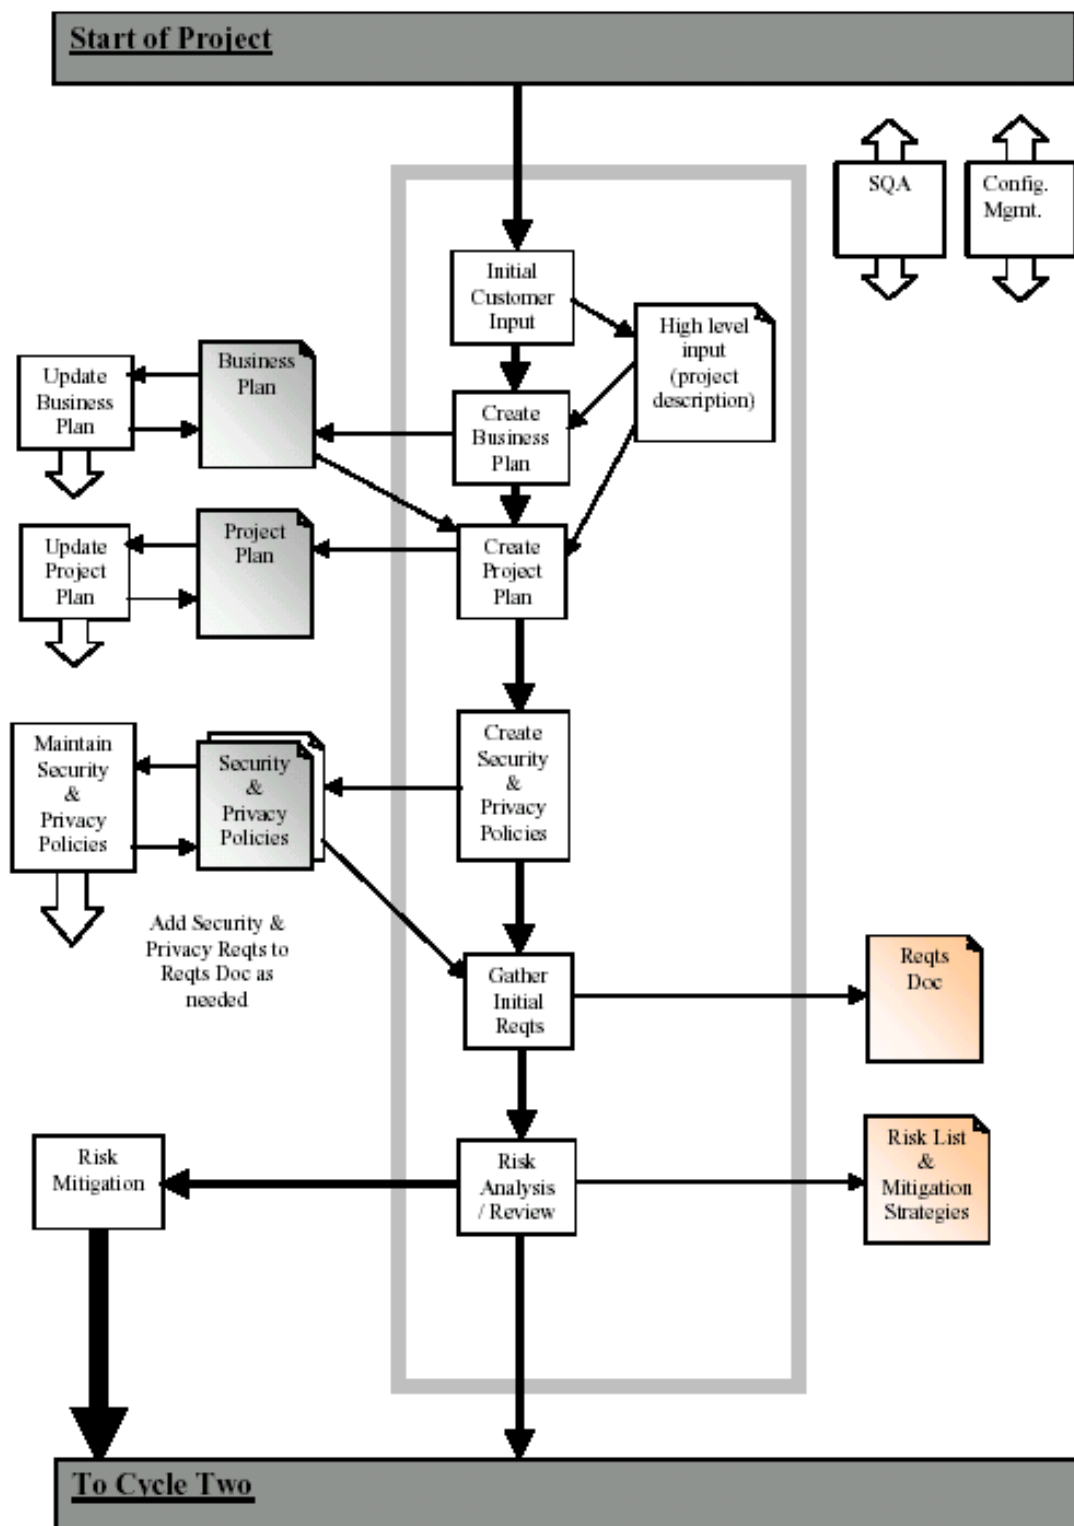 Start of Project
SQA
Config.
Mgmt.
Initial
Customer
Input
High level
input
(project
description)
Update
Business
Plan
Business
Plan
Create
Business
Plan
Update
Project
Plan
Project
Plan
Create
Project
Plan
Maintain
Security
&
Privacy
Policies
Security
&
Privacy
Policies
Create
Security
&
Privacy
Policies
Add Security &
Privacy Reqts to
Reqts Doc as
needed
Gather
Initial
Reqts
Reqts
Doc
Risk
Mitigation
Risk
Analysis
/ Review
Risk List
&
Mitigation
Strategies
To Cycle Two